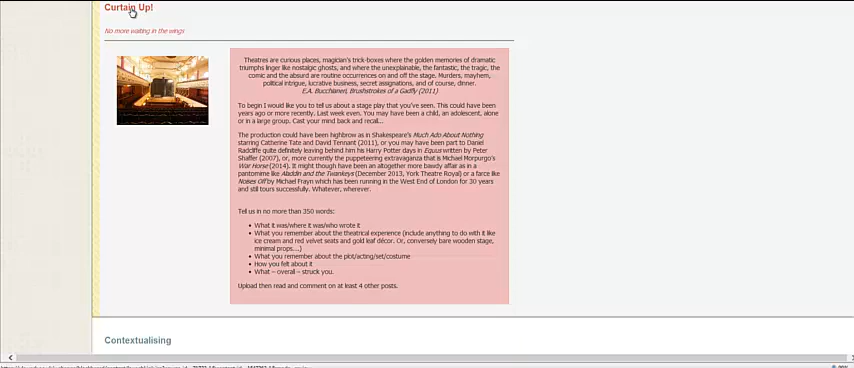 Curtain Up!
No more waiting in the wings
Theatres are curious places, magician's trick-boxes where the golden memories of dramatic
triumphs linger like nostalgic ghosts, and where the unexplainable, the fantastic, the tragic, the
comic and the absurd are routine occurrences on and off the stage. Murders, mayhem,
political intrigue, lucrative business, secret assignations, and of course, dinner.
E.A. Bucchianeri, Brushstrokes of a Gadfly (2011)
To begin I would like you to tell us about a stage play that you've seen. This could have been
years ago or more recently. Last week even. You may have been a child, an adolescent, alone
or in a large group. Cast your mind back and recall...
The production could have been highbrow as in Shakespeare's Much Ado About Nothing
starring Catherine Tate and David Tennant (2011), or you may have been part to Daniel
Radcliffe quite definitely leaving behind him his Harry Potter days in Equus written by Peter
Shaffer (2007), or, more currently the puppeteering extravaganza that is Michael Morpurgo's
War Horse (2014). It might though have been an altogether more bawdy affair as in a
pantomime like Aladdin and the Twankeys (December 2013, York Theatre Royal) or a farce like
Noises Off by Michael Frayn which has been running in the West End of London for 30 years
and still tours successfully. Whatever, wherever.
Tell us in no more than 350 words:
• What it was/where it was/who wrote it
• What you remember about the theatrical experience (include anything to do with it like
ice cream and red velvet seats and gold leaf décor. Or, conversely bare wooden stage,
minimal props...)
• What you remember about the plot/acting/set/costume
• How you felt about it
• What – overall – struck you.
Upload then read and comment on at least 4 other posts.
Contextualising